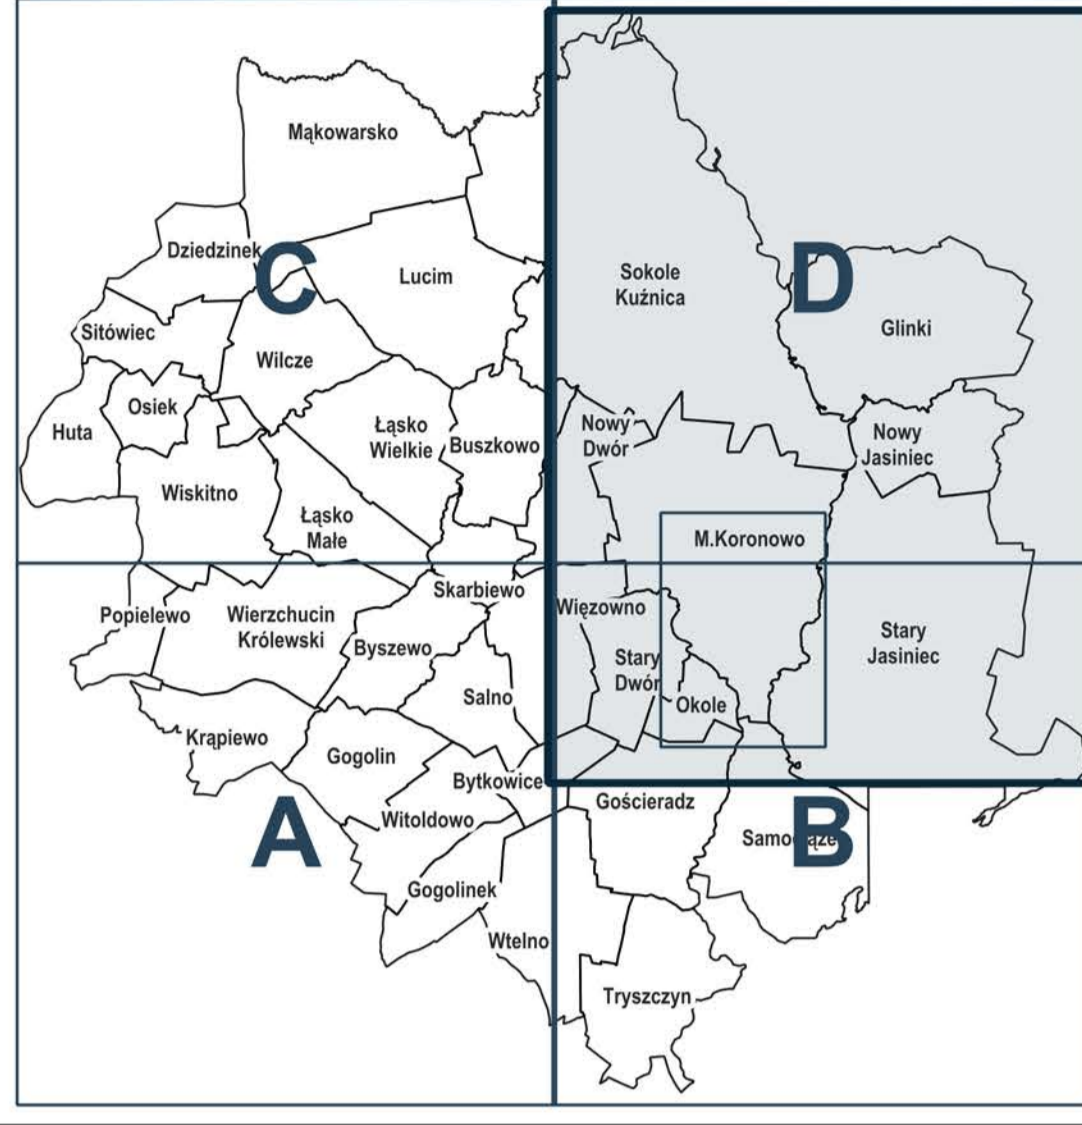 Mąkowarsko
Dziedzinek
C
Lucim
Sokole
Kuźnica
D
Glinki
Sitówiec
Wilcze
Huta
Osiek
Łąsko
Wielkie
Buszkowo
Nowy
Dwór
Nowy
Jasiniec
Wiskitno
Łąsko
Małe
M.Koronowo
Popielewo
Wierzchucin
Królewski
Skarbiewo
Byszewo
Więzowno
Stary
Dwór
Stary
Jasiniec
Salno
Okole
Krąpiewo
Gogolin
Bytkowice
A
Witoldowo
Gościeradz
B
Gogolinek
Wtelno
Tryszczyn